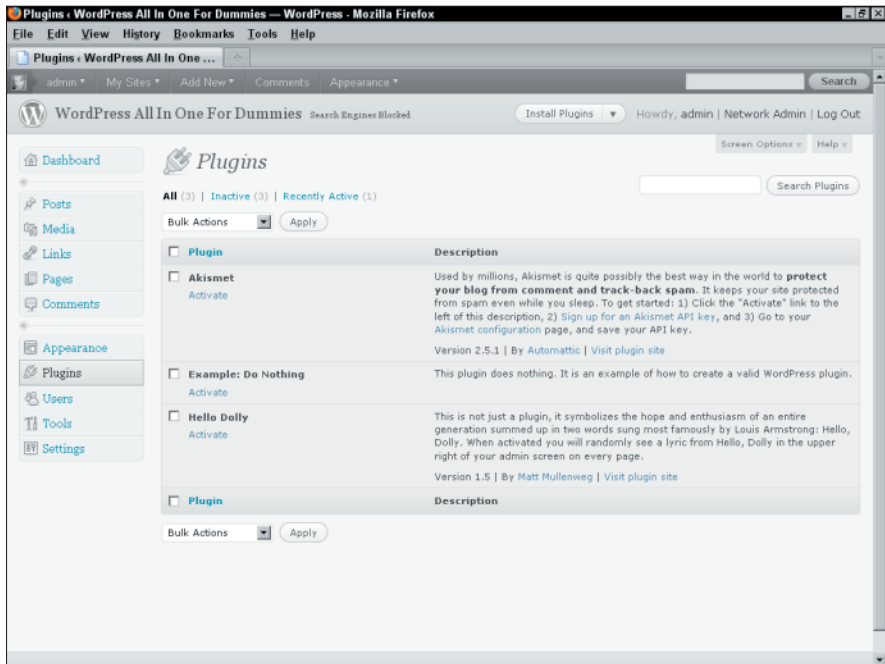 Plugins ‹ WordPress All In One For Dummies — WordPress - Mozilla Firefox
File Edit View History Bookmarks Tools Help
Plugins ‹ WordPress All In One ...
admin My Sites Add New Comments Appearance Search
WordPress All In One For Dummies Search Engines Blocked Install Plugins Howdy, admin | Network Admin | Log Out
Screen Options Help
Dashboard
Posts
Media
Links
Pages
Comments
Appearance
Plugins
Users
Tools
Settings
Plugins
Search Plugins
All (3) | Inactive (3) | Recently Active (1)
Bulk Actions Apply
Plugin Description
Akismet
Activate
Used by millions, Akismet is quite possibly the best way in the world to protect
your blog from comment and track-back spam. It keeps your site protected
from spam even while you sleep. To get started: 1) Click the "Activate" link to the
left of this description, 2) Sign up for an Akismet API key, and 3) Go to your
Akismet configuration page, and save your API key.
Version 2.5.1 | By Automattic | Visit plugin site
Example: Do Nothing
Activate
This plugin does nothing. It is an example of how to create a valid WordPress plugin.
Hello Dolly
Activate
This is not just a plugin, it symbolizes the hope and enthusiasm of an entire
generation summed up in two words sung most famously by Louis Armstrong: Hello,
Dolly. When activated you will randomly see a lyric from Hello, Dolly in the upper
right of your admin screen on every page.
Version 1.5 | By Matt Mullenweg | Visit plugin site
Plugin Description
Bulk Actions Apply